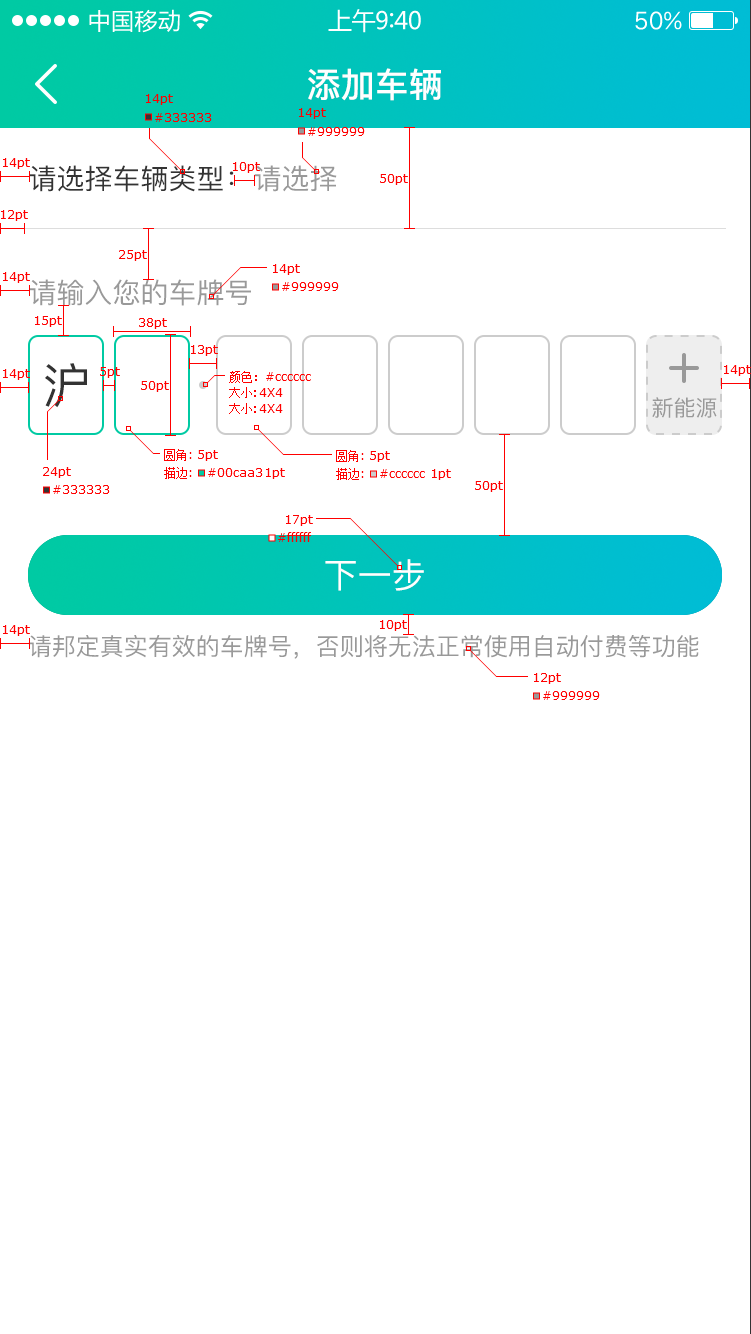 中国移动 上午9:40 50%
添加车辆
14pt
#333333
14pt
#999999
14pt
请选择车辆类型：
10pt
请选择
50pt
12pt
25pt
14pt
请输入您的车牌号
14pt
#999999
15pt
38pt
13pt
14pt
沪
5pt
50pt
颜色: #cccccc
大小:4X4
大小:4X4
新能源
14pt
24pt
#333333
圆角: 5pt
描边: #00caa31pt
圆角: 5pt
描边: #cccccc 1pt
50pt
17pt
#ffffff
下一步
10pt
14pt
请邦定真实有效的车牌号，否则将无法正常使用自动付费等功能
12pt
#999999